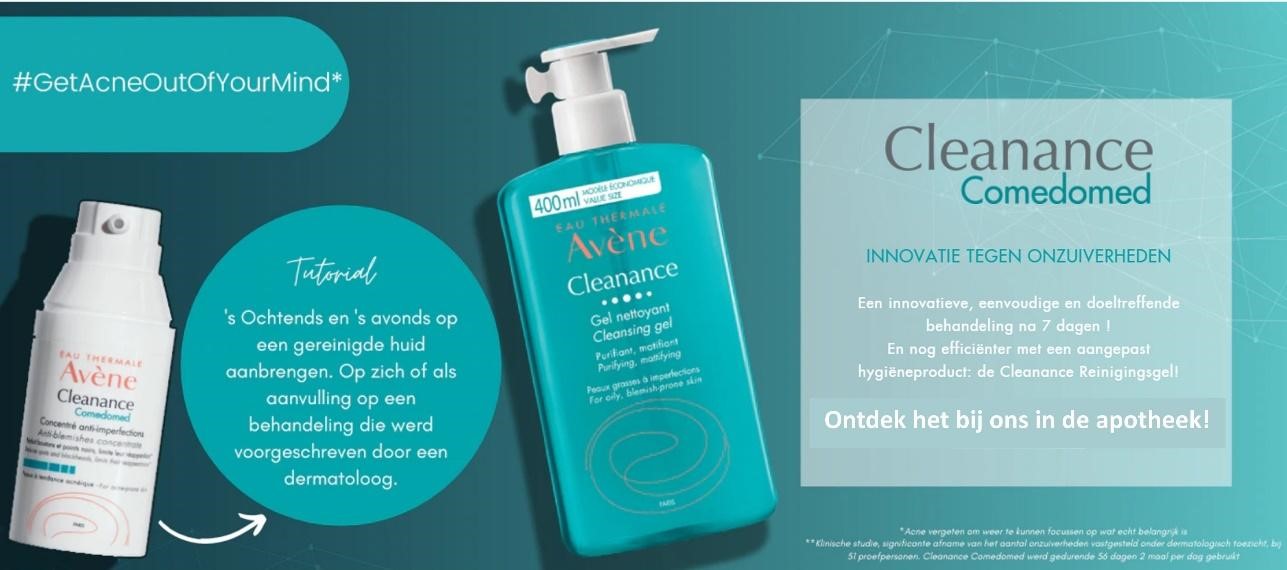 #GetAcneOutOfYourMind*
EAU THERMALE
Avène
Cleanance
Comedomed
Concentré anti-imperfections
Anti-blemishes concentrate
PARIS
Tutorial
's Ochtends en 's avonds op
een gereinigde huid
aanbrengen. Op zich of als
aanvulling op een
behandeling die werd
voorgeschreven door een
dermatoloog.
400ml MODÈLE ÉCONOMIQUE
VALUE SIZE
EAU THERMALE
Avène
Cleanance
Gel nettoyant
Cleansing gel
Purifiant, matifiant
Purifying, mattifying
Peaux grasses à imperfections
For oily, blemish-prone skin
PARIS
Cleanance
Comedomed
INNOVATIE TEGEN ONZUIVERHEDEN
Een innovatieve, eenvoudige en doeltreffende
behandeling na 7 dagen !
En nog efficiënter met een aangepast
hygiëneproduct: de Cleanance Reinigingsgel!
Ontdek het bij ons in de apotheek!
*Acne vergeten om weer te kunnen focussen op wat echt belangrijk is
**Klinische studie, significante afname van het aantal onzuiverheden vastgesteld onder dermatologisch toezicht, bij
51 proefpersonen. Cleanance Comedomed werd gedurende 56 dagen 2 maal per dag gebruikt